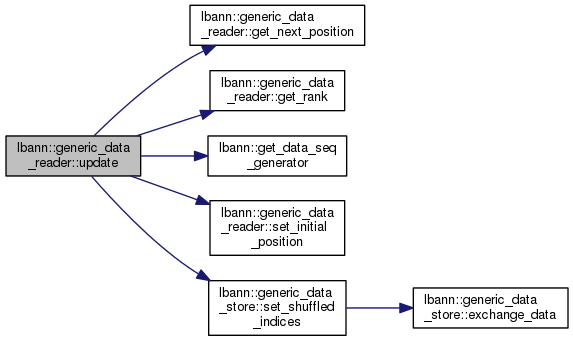 lbann::generic_data
_reader::get_next_position
lbann::generic_data
_reader::get_rank
lbann::generic_data
_reader::update
lbann::get_data_seq
_generator
lbann::generic_data
_reader::set_initial
_position
lbann::generic_data
_store::set_shuffled
_indices
lbann::generic_data
_store::exchange_data